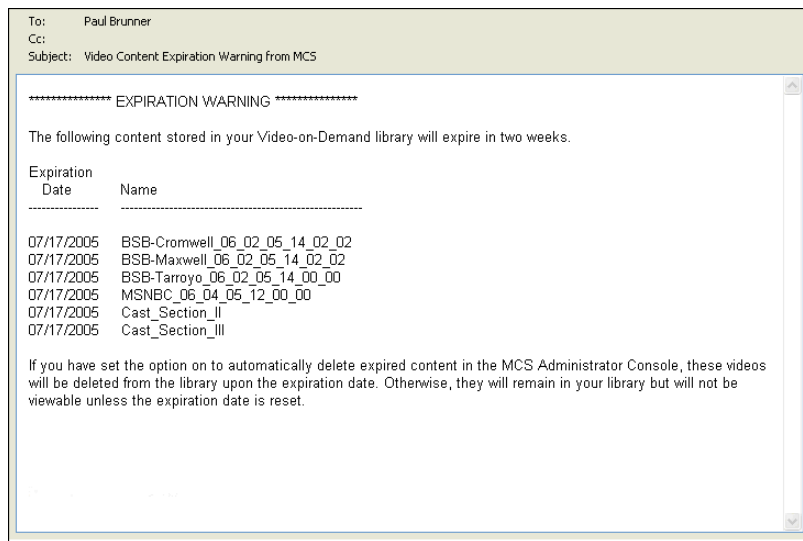 To: Paul Brunner
Cc:
Subject: Video Content Expiration Warning from MCS
*************** EXPIRATION WARNING ***************
The following content stored in your Video-on-Demand library will expire in two weeks.
Expiration
Date Name
---------------- -------------------------------------------------------
07/17/2005 BSB-Cromwell_06_02_05_14_02_02
07/17/2005 BSB-Maxwell_06_02_05_14_02_02
07/17/2005 BSB-Tarroyo_06_02_05_14_00_00
07/17/2005 MSNBC_06_04_05_12_00_00
07/17/2005 Cast_Section_II
07/17/2005 Cast_Section_III
If you have set the option on to automatically delete expired content in the MCS Administrator Console, these videos
will be deleted from the library upon the expiration date. Otherwise, they will remain in your library but will not be
viewable unless the expiration date is reset.